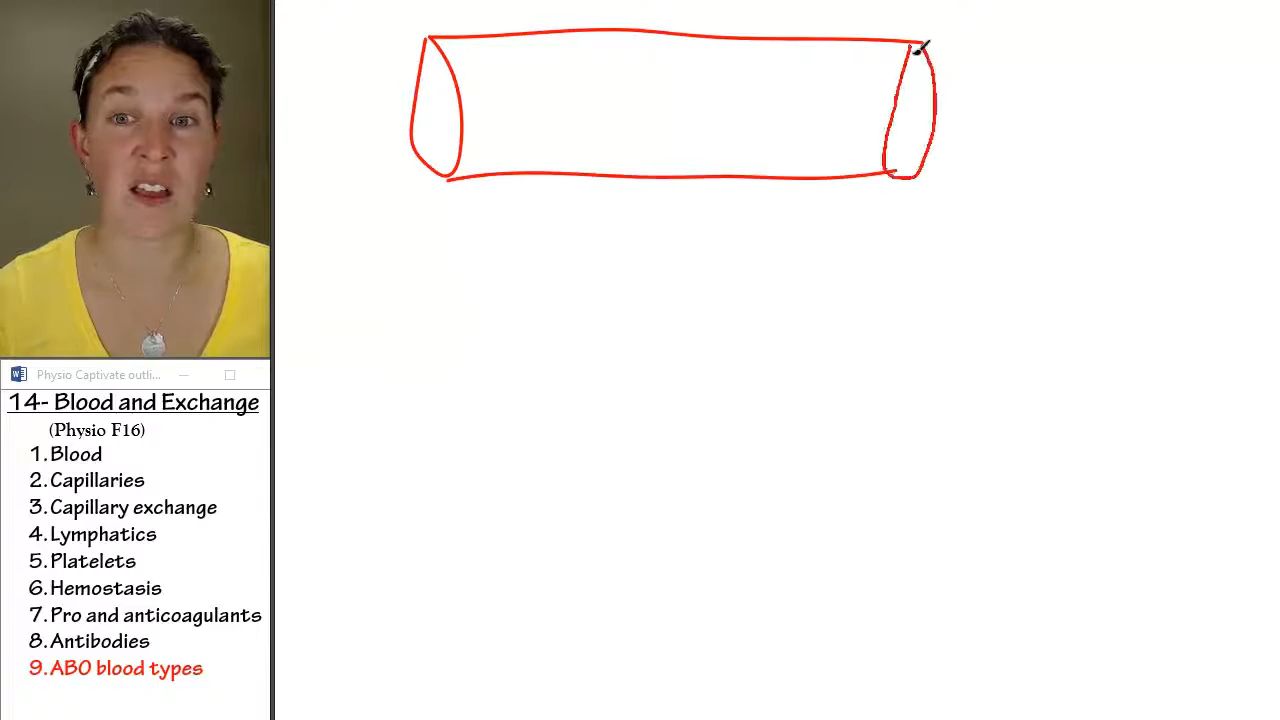 Physio Captivate outli...
14- Blood and Exchange
(Physio F16)
1. Blood
2. Capillaries
3. Capillary exchange
4. Lymphatics
5. Platelets
6. Hemostasis
7. Pro and anticoagulants
8. Antibodies
9. ABO blood types